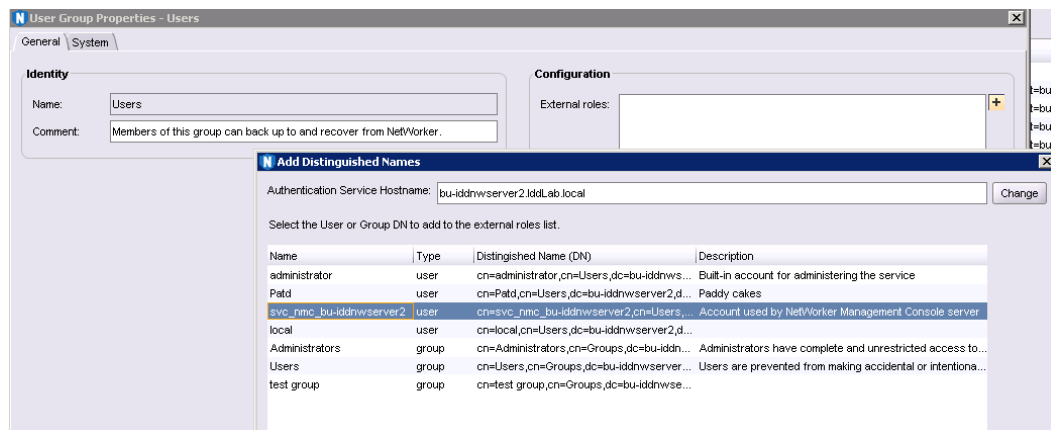 N User Group Properties - Users
General System
Identity
Configuration
Name: Users
External roles:
Comment: Members of this group can back up to and recover from NetWorker.
t=bu
t=bu
t=bu
t=bu
N Add Distinguished Names
Authentication Service Hostname: bu-iddnwserver2.IddLab.local Change
Select the User or Group DN to add to the external roles list.
Name Type Distingished Name (DN) Description
administrator user cn=administrator,cn=Users,dc=bu-iddnws... Built-in account for administering the service
Patd user cn=Patd,cn=Users,dc=bu-iddnwserver2,d... Paddy cakes
svc_nmc_bu-iddnwserver2 user cn=svc_nmc_bu-iddnwserver2,cn=Users,... Account used by NetWorker Management Console server
local user cn=local,cn=Users,dc=bu-iddnwserver2,d...
Administrators group cn=Administrators,cn=Groups,dc=bu-iddn... Administrators have complete and unrestricted access to...
Users group cn=Users,cn=Groups,dc=bu-iddnwserver... Users are prevented from making accidental or intentiona...
test group group cn=test group,cn=Groups,dc=bu-iddnwse...